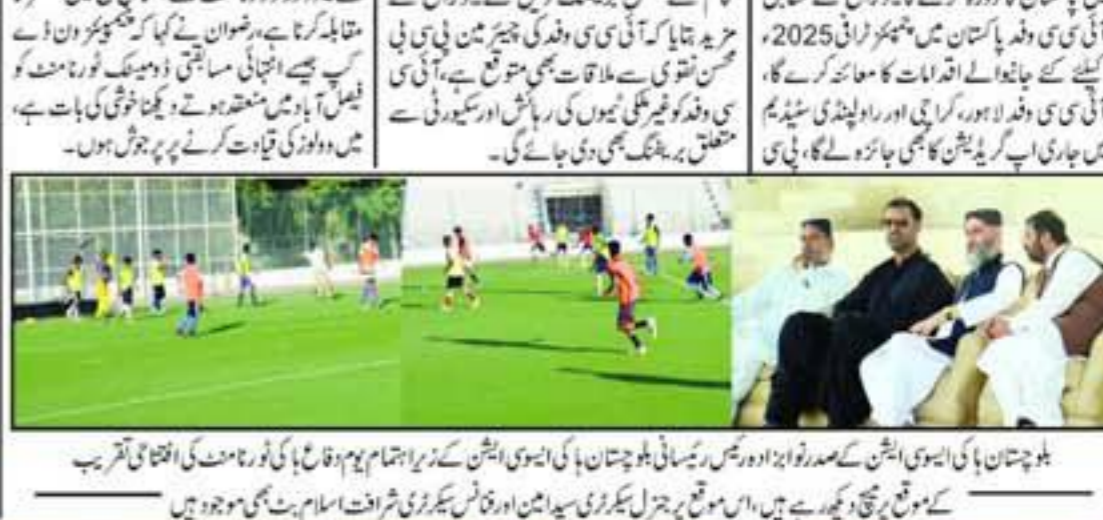 آئی سی سی وفد پاکستان میں چیمپئنز ٹرافی 2025ء
کیلئے کئے جانیوالے اقدامات کا معائنہ کرے گا،
آئی سی سی وفد لاہور، کراچی اور راولپنڈی سٹیڈیم
میں جاری اپ گریڈیشن کا بھی جائزہ لے گا، پی سی
مزید بتایا کہ آئی سی سی وفد کی چیئرمین پی سی بی
محسن نقوی سے ملاقات بھی متوقع ہے، آئی سی
سی وفد کو غیر ملکی ٹیموں کی رہائش اور سکیورٹی سے
متعلق بریفنگ بھی دی جائے گی۔
مقابلہ کرنا ہے، رضوان نے کہا کہ چیمپئنز ون ڈے
کپ جیسے انتہائی مسابقتی ڈومیسٹک ٹورنامنٹ کو
فیصل آباد میں منعقد ہوتے دیکھنا خوشی کی بات ہے،
میں وولوز کی قیادت کرنے پر پرجوش ہوں۔
بلوچستان ہاکی ایسوسی ایشن کے صدر نوابزادہ رئیس رئیسانی بلوچستان ہاکی ایسوسی ایشن کے زیر اہتمام یوم دفاع ہاکی ٹورنامنٹ کی افتتاحی تقریب
کے موقع پر میچ دیکھ رہے ہیں، اس موقع پر جنرل سیکرٹری سید امین اور فنانس سیکرٹری شرافت اسلام بٹ بھی موجود ہیں